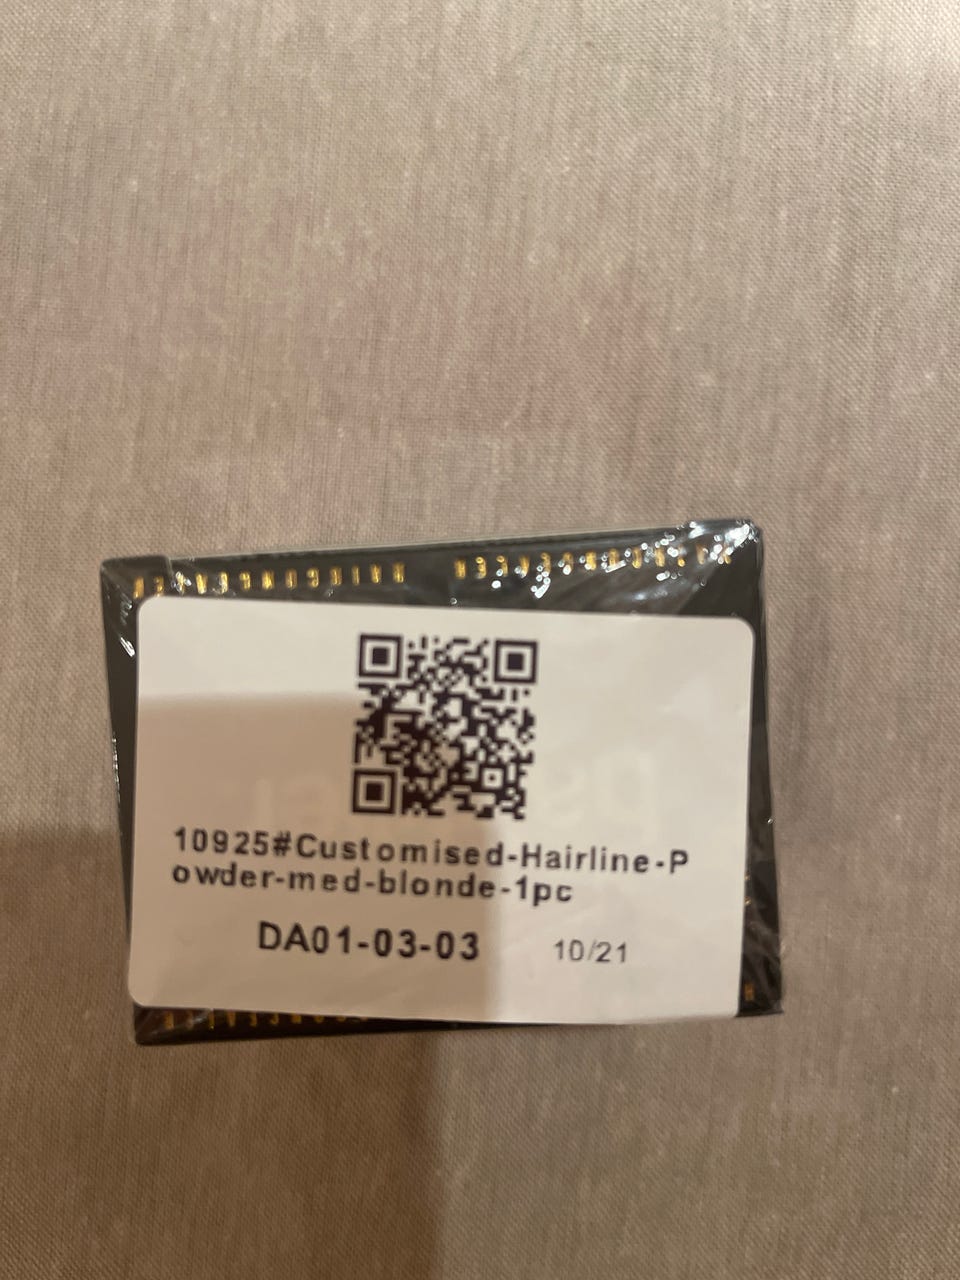 10925#Customised-Hairline-P
owder-med-blonde-1pc
DA01-03-03 10/21